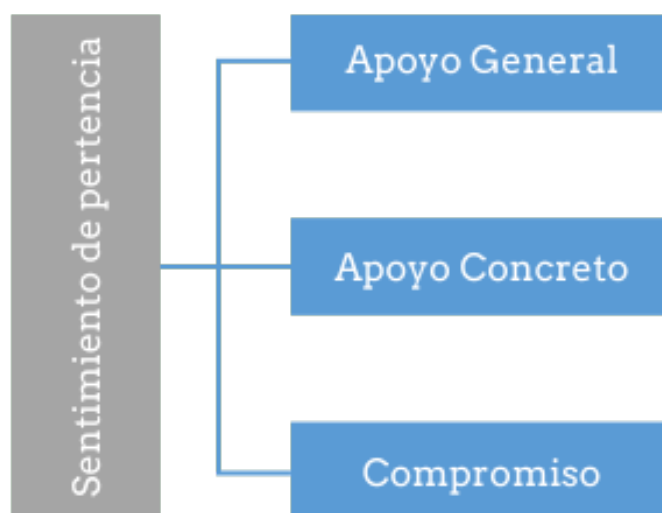 Sentimiento de pertencia
Apoyo General
Apoyo Concreto
Compromiso